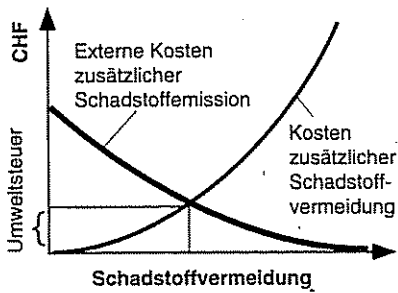 CHF
Externe Kosten
zusätzlicher
Schadstoffemission
Kosten
zusätzlicher
Schadstoff-
vermeidung
Umweltsteuer
{
Schadstoffvermeidung